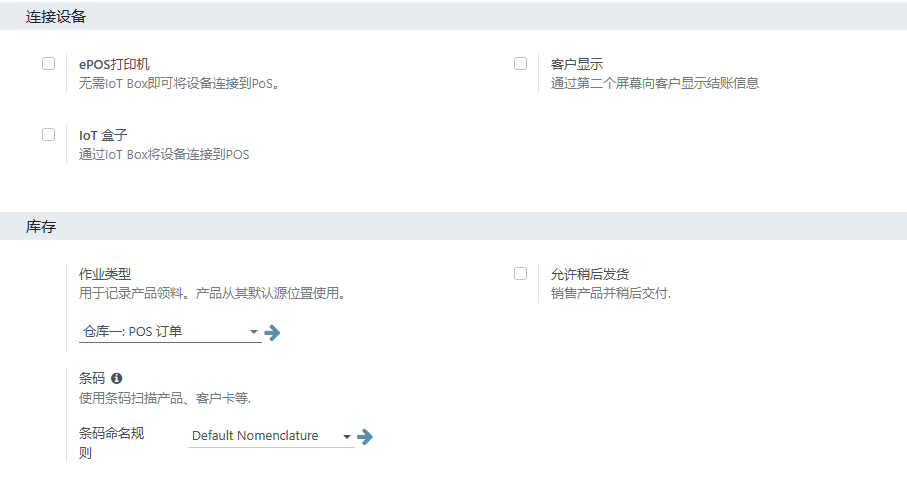 连接设备
ePOS打印机
无需IoT Box即可将设备连接到PoS。
客户显示
通过第二个屏幕向客户显示结账信息
IoT 盒子
通过IoT Box将设备连接到POS
库存
作业类型
用于记录产品领料。产品从其默认源位置使用。
仓库一: POS 订单
允许稍后发货
销售产品并稍后交付.
条码
使用条码扫描产品、客户卡等.
条码命名规
则
Default Nomenclature